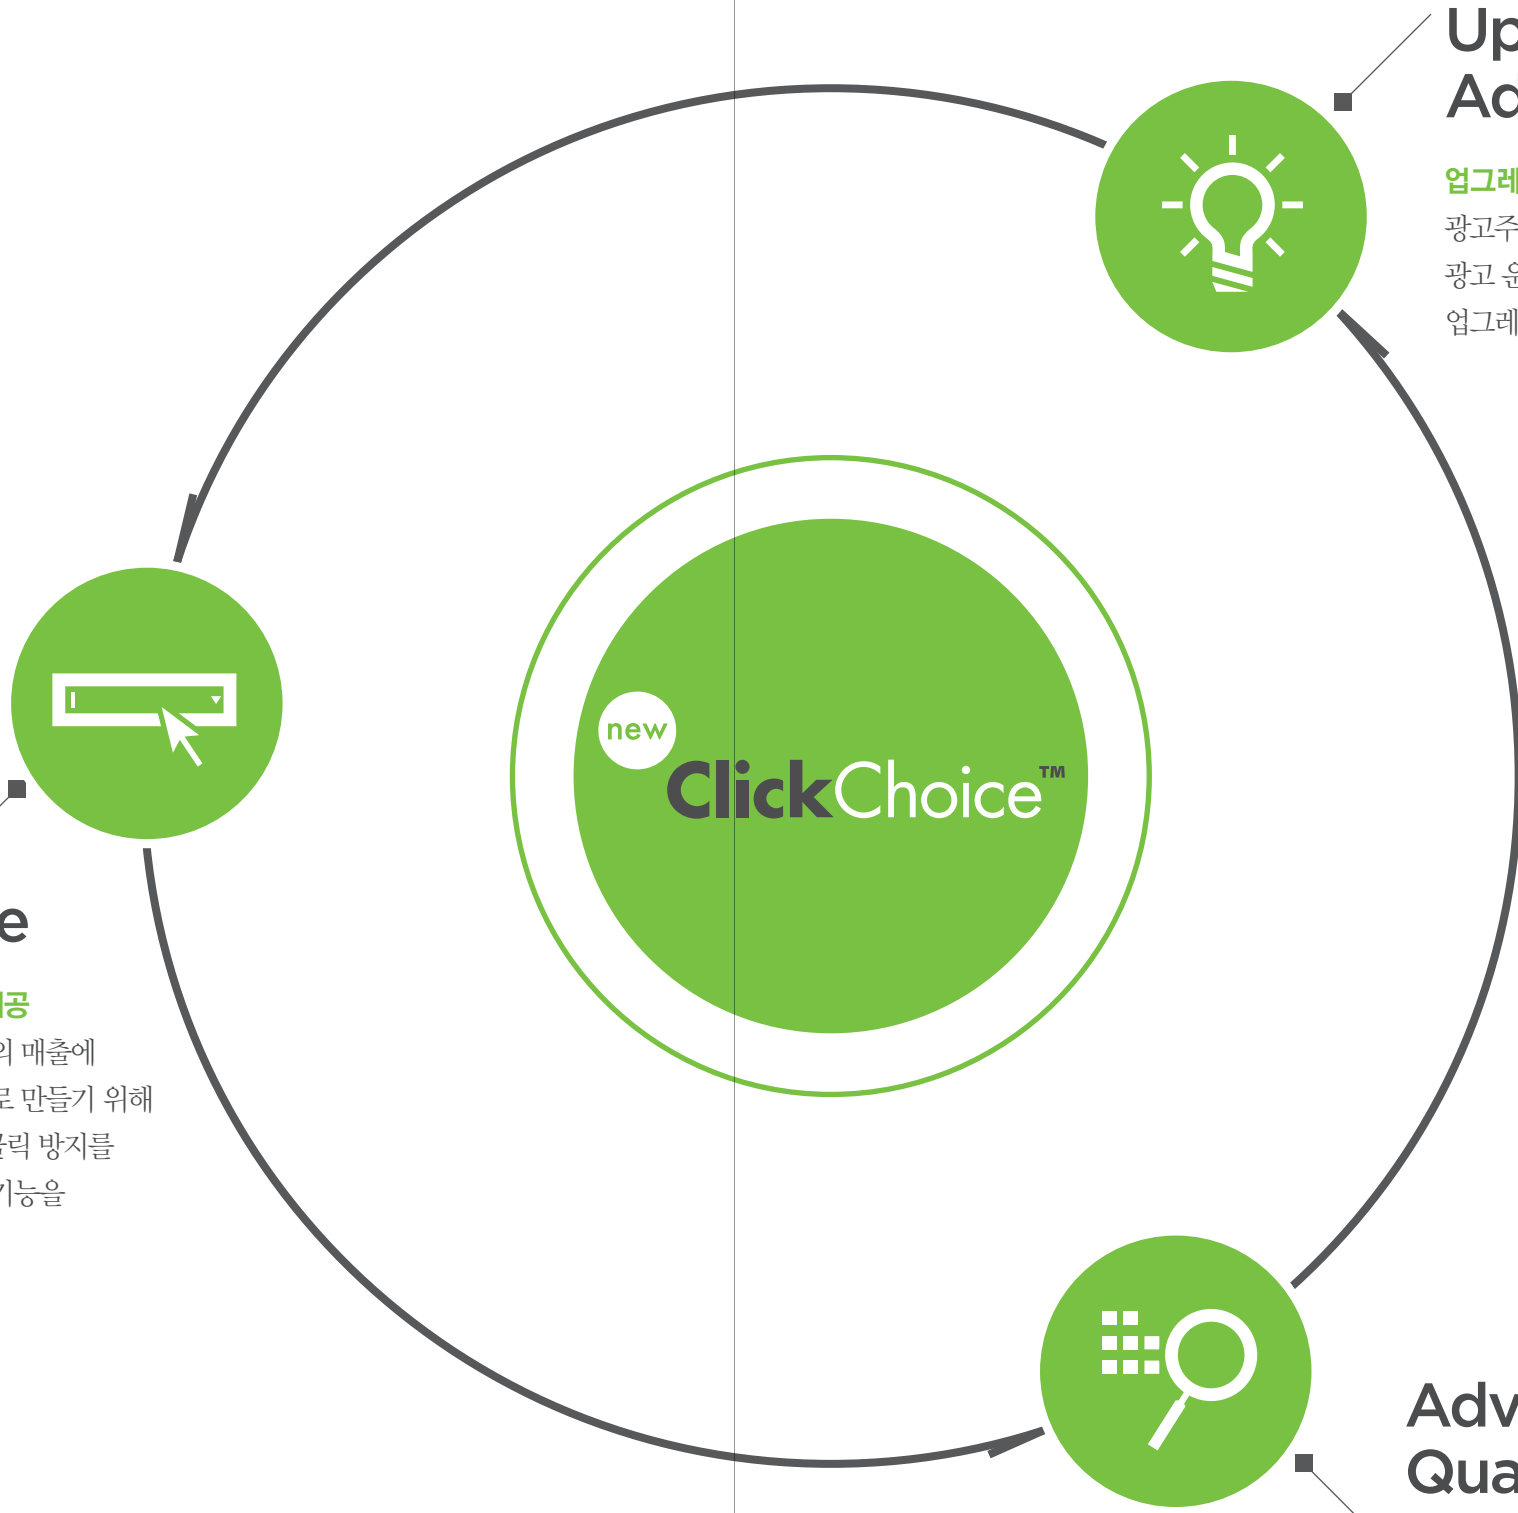 Up
Ad
업그레
광고주
광고 운
업그레
new
ClickChoice™
e
공
의 매출에
로 만들기 위해
클릭 방지를
기능을
Adv
Qua